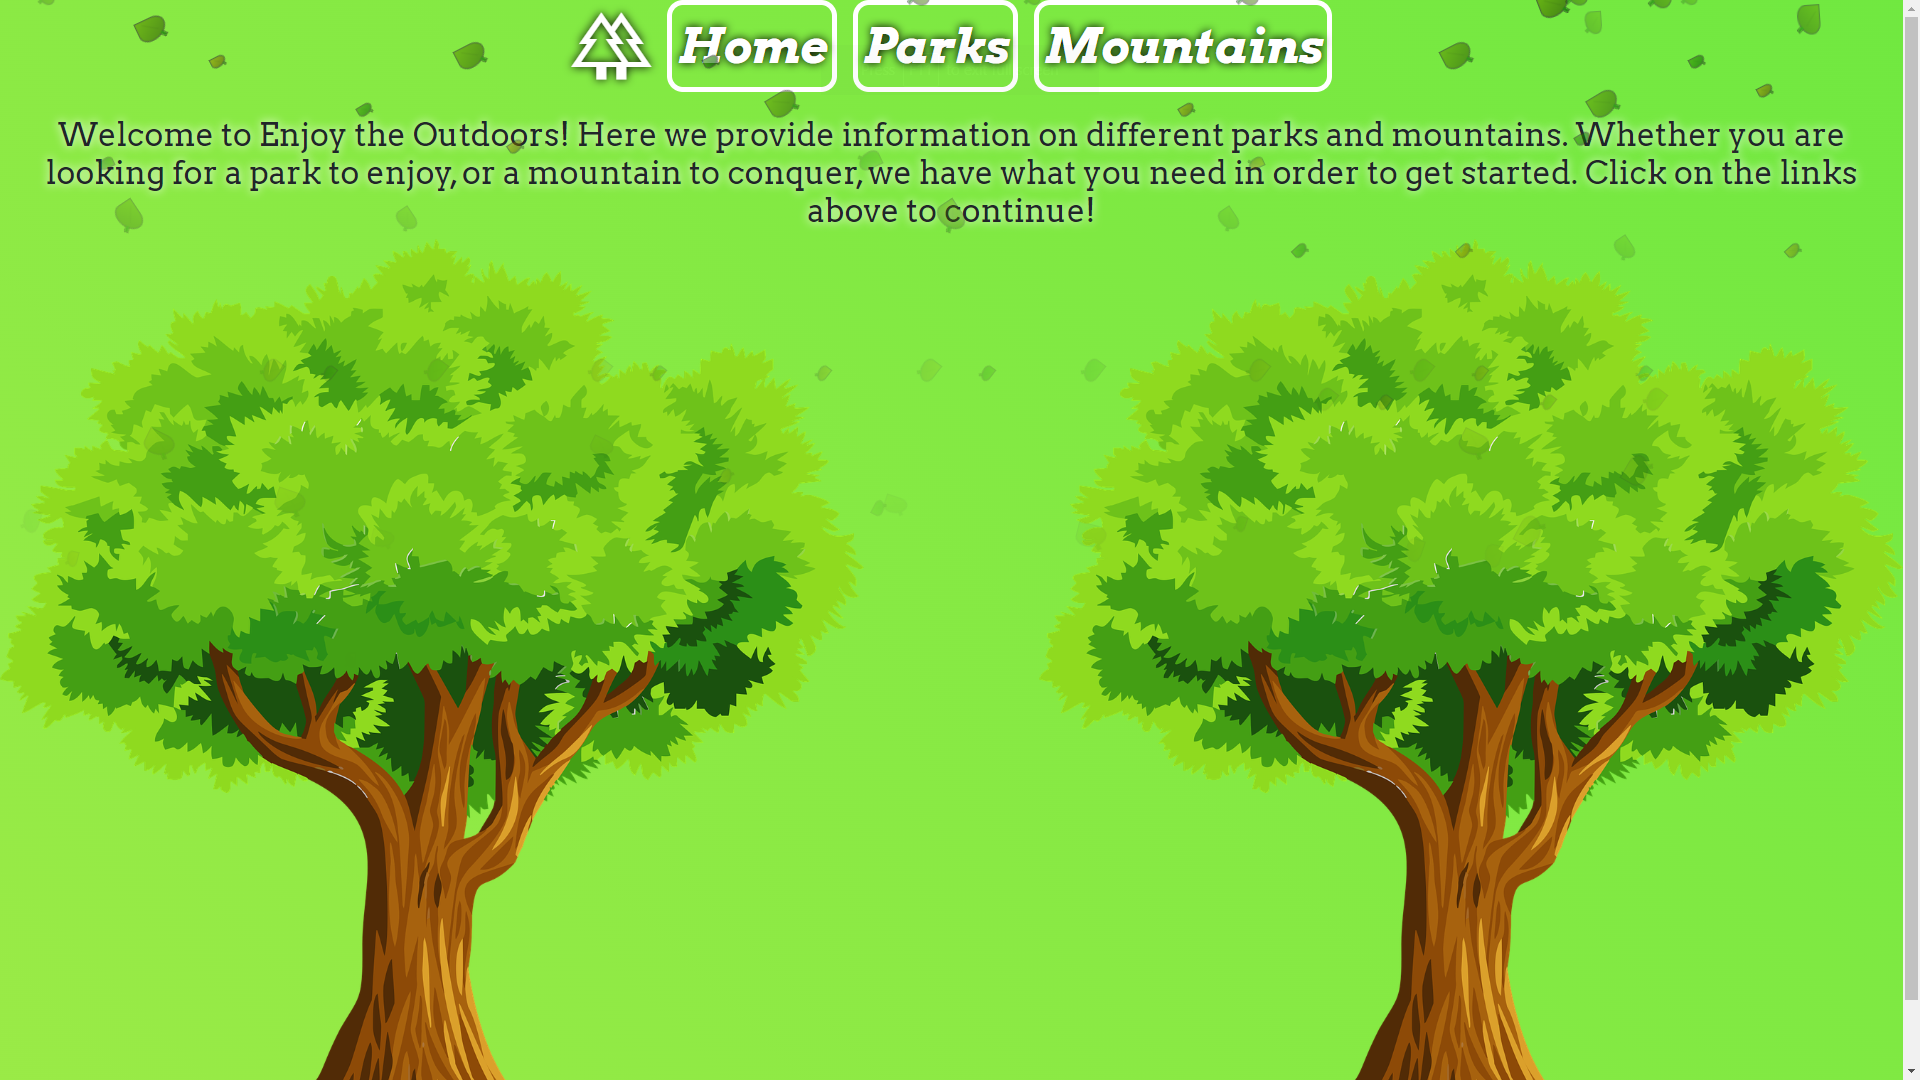 Home Parks Mountains
Welcome to Enjoy the Outdoors! Here we provide information on different parks and mountains. Whether you are
looking for a park to enjoy, or a mountain to conquer, we have what you need in order to get started. Click on the links
above to continue!